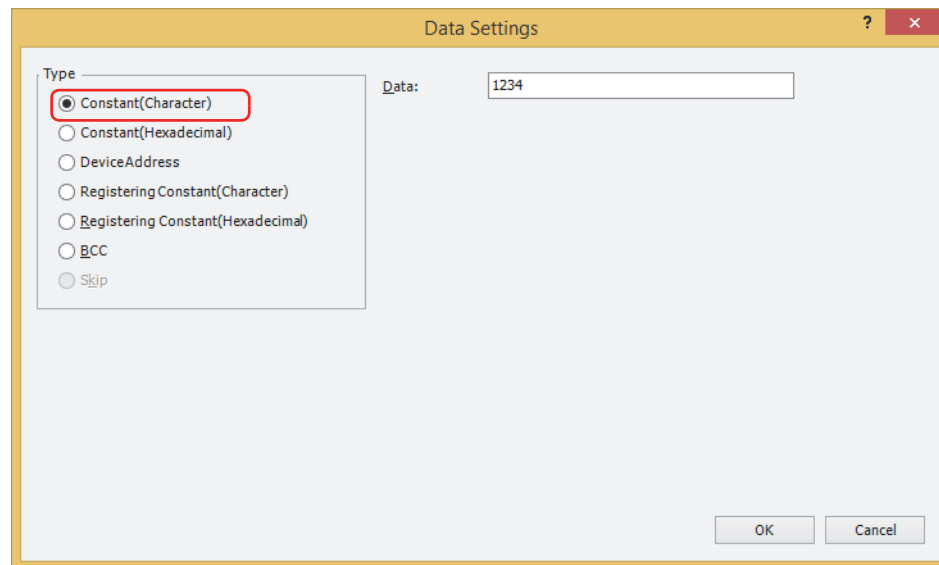 Data Settings
?
×
Type
Constant(Character)
Constant(Hexadecimal)
DeviceAddress
Registering Constant(Character)
Registering Constant(Hexadecimal)
BCC
Skip
Data:
1234
OK
Cancel